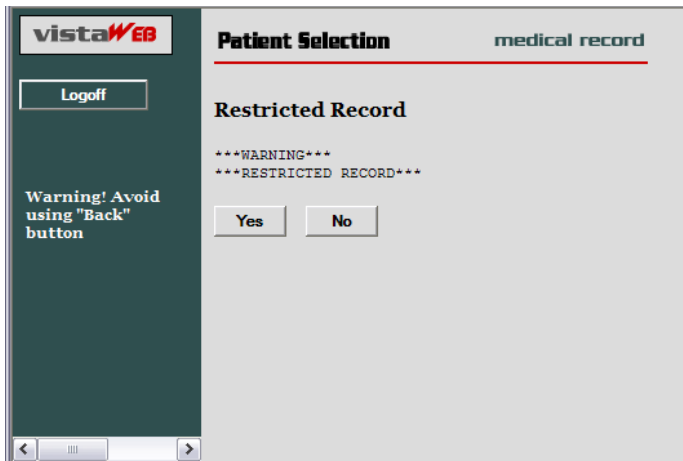 vistaWEB
Logoff
Warning! Avoid
using "Back"
button
Patient Selection
medical record
Restricted Record
***WARNING***
***RESTRICTED RECORD***
Yes
No